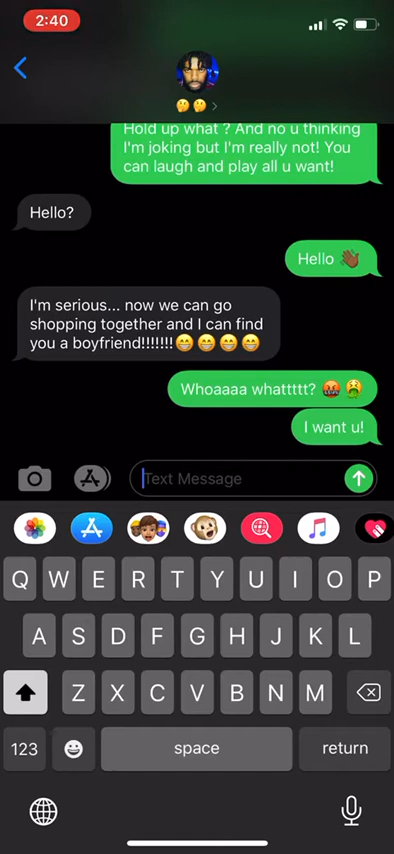 2:40
🤔🤔 >
Hold up what ? And no u thinking
I'm joking but I'm really not! You
can laugh and play all u want!
Hello?
Hello 👋🏾
I'm serious... now we can go
shopping together and I can find
you a boyfriend!!!!!!!😁😁😁😁
Whoaaaa whattttt? 🤬🤮
I want u!
Text Message
Q W E R T Y U I O P
A S D F G H J K L
Z X C V B N M
123 space return